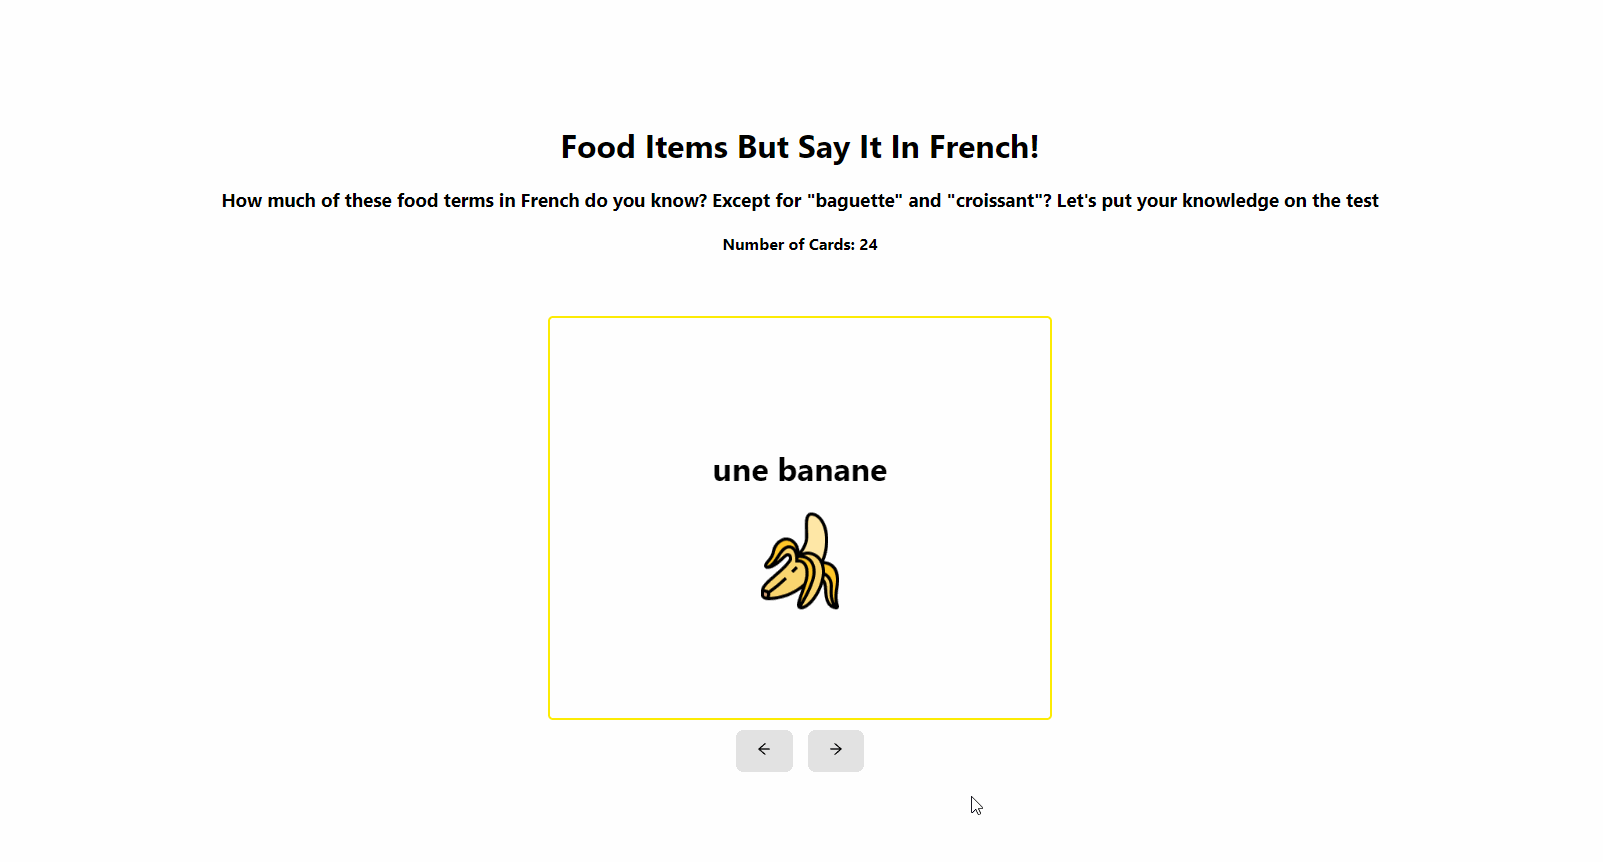 Food Items But Say It In French!
How much of these food terms in French do you know? Except for "baguette" and "croissant"? Let's put your knowledge on the test
Number of Cards: 24
une banane
← →